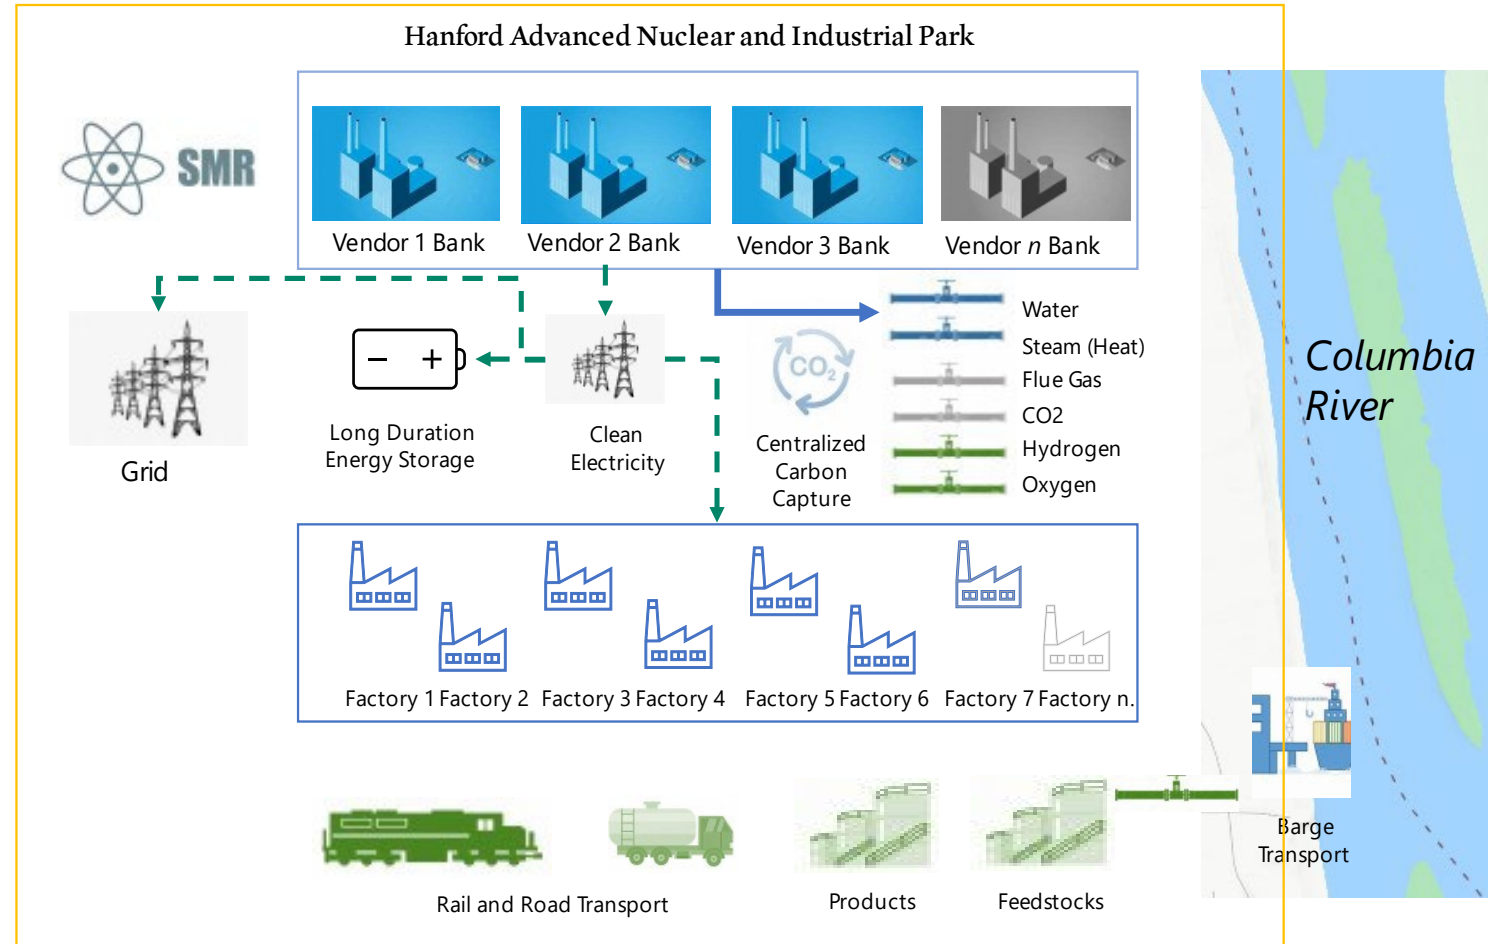 Hanford Advanced Nuclear and Industrial Park
SMR
Vendor 1 Bank
Vendor 2 Bank
Vendor 3 Bank
Vendor n Bank
Grid
Long Duration
Energy Storage
Clean
Electricity
CO2
Centralized
Carbon
Capture
Water
Steam (Heat)
Flue Gas
CO2
Hydrogen
Oxygen
Columbia
River
Factory 1
Factory 2
Factory 3
Factory 4
Factory 5
Factory 6
Factory 7
Factory n.
Rail and Road Transport
Products
Feedstocks
Barge
Transport